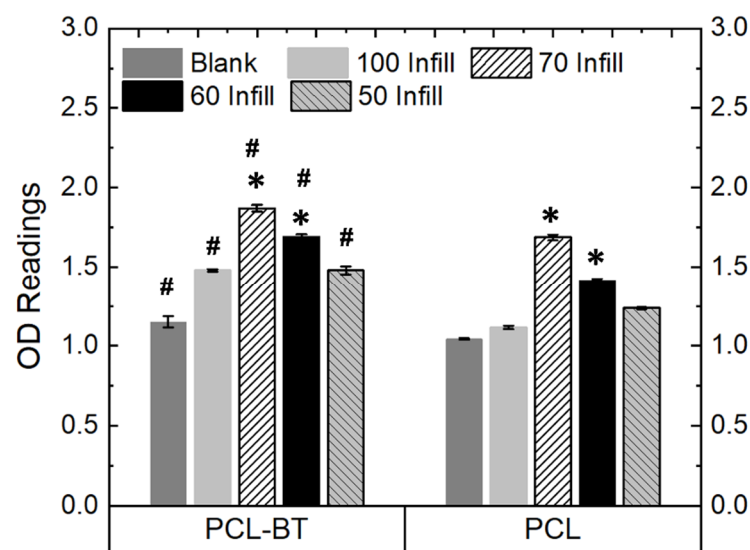 3.0 3.0
Blank 100 Infill 70 Infill
60 Infill 50 Infill
2.5 2.5
# #
2.0 * 2.0
* *
# # *
# 1.5 1.5
OD Readings
1.0 1.0
0.5 0.5
0.0 0.0
PCL-BT PCL